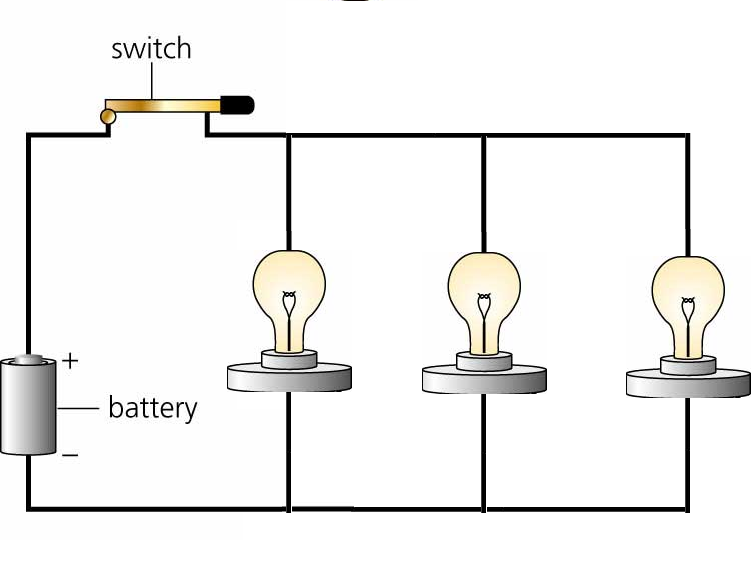 switch
+
battery
−